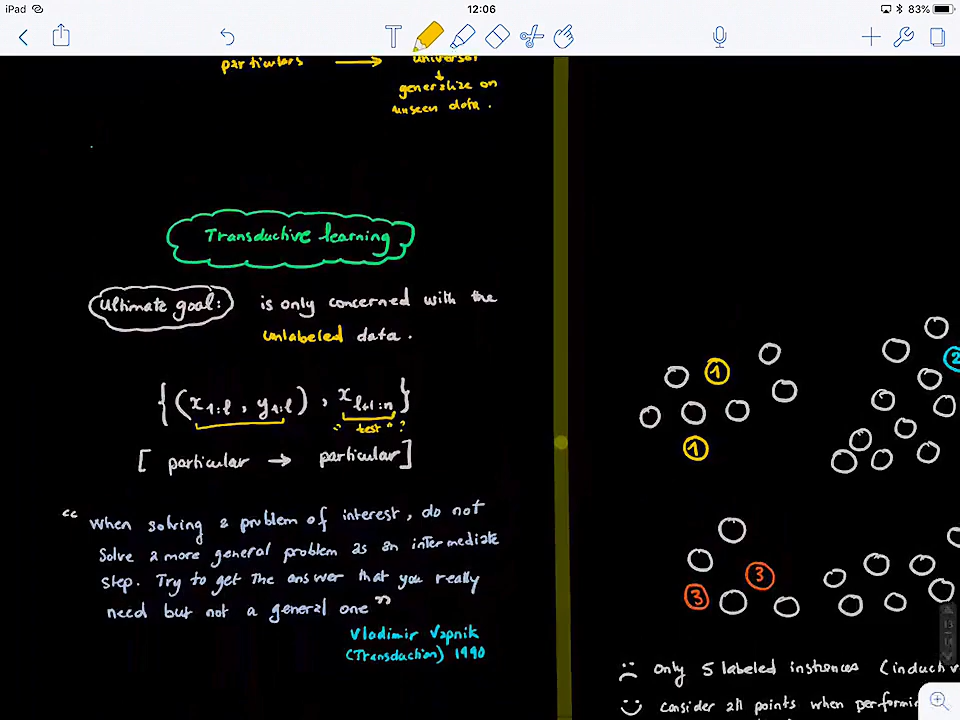 iPad
12:06
83%
T
particulars → universal
generalize on
unseen data.
Transductive learning
Ultimate goal: is only concerned with the
unlabeled data.
{(x1:l, y1:l), xl+1:n}
"test" ?
[ particular → particular ]
"When solving a problem of interest, do not
solve a more general problem as an intermediate
step. Try to get the answer that you really
need but not a general one"
Vladimir Vapnik
(Transduction) 1990
1
2
1
3
3
13
☹ only 5 labeled instances (inductiv
☺ consider all points when performin